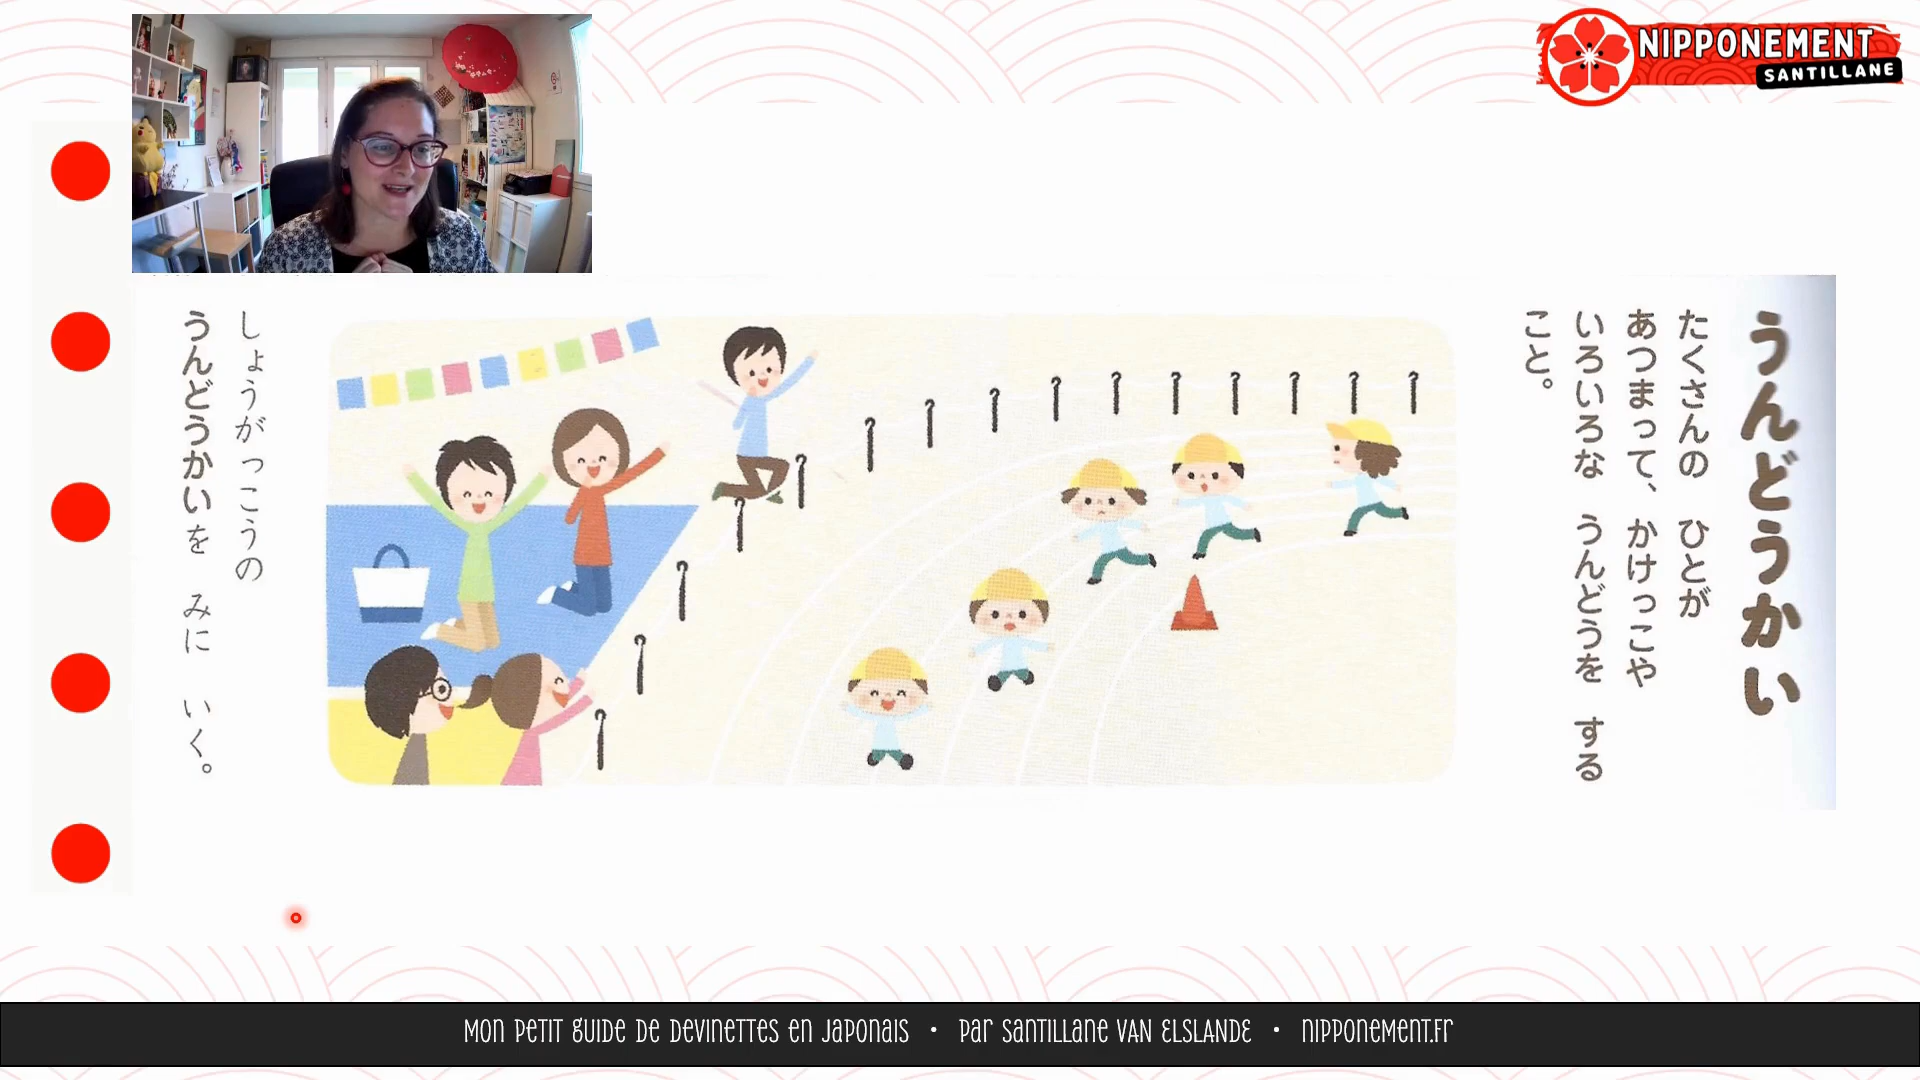 NIPPONEMENT
SANTILLANE
うんどうかい
たくさんの ひとが
あつまって、かけっこや
いろいろな うんどうを する
こと。
しょうがっこうの
うんどうかいを みに いく。
MON PETIT GUIDE DE DEVINETTES EN JAPONAIS • PAR SANTILLANE VAN ELSLANDE • NIPPONEMENT.FR